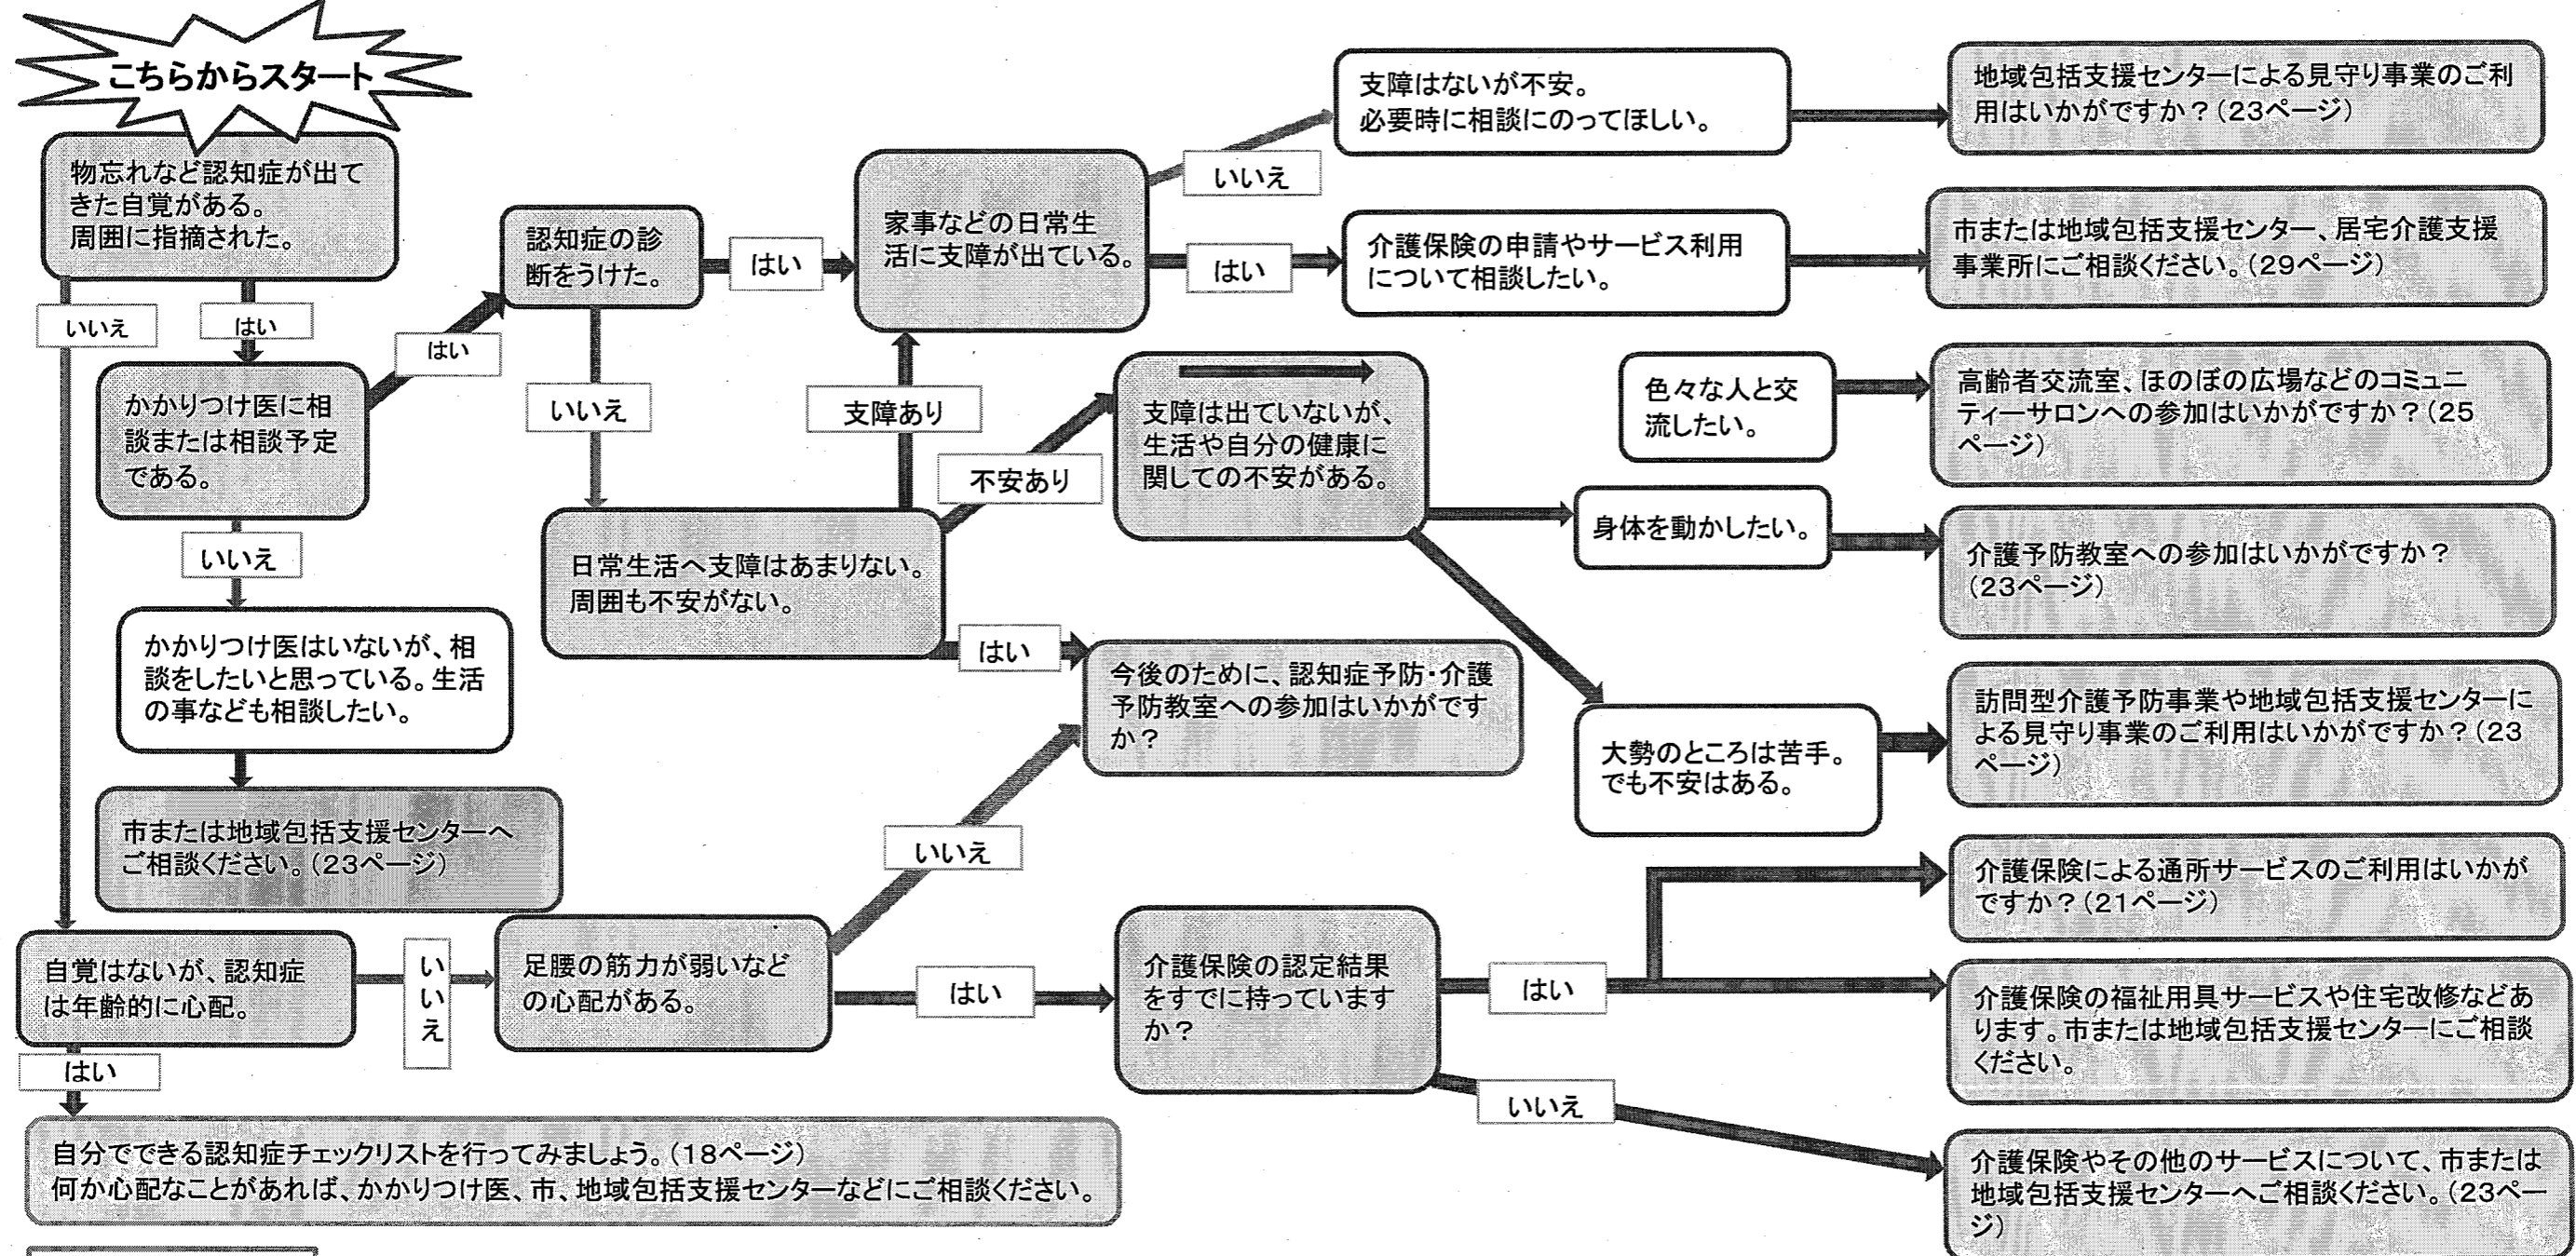 こちらからスタート
物忘れなど認知症が出て
きた自覚がある。
周囲に指摘された。
いいえ
はい
かかりつけ医に相
談または相談予定
である。
はい
いいえ
かかりつけ医はいないが、相
談をしたいと思っている。生活
の事なども相談したい。
市または地域包括支援センターへ
ご相談ください。(23ページ)
認知症の診
断をうけた。
はい
いいえ
家事などの日常生
活に支障が出ている。
いいえ
はい
支障はないが不安。
必要時に相談にのってほしい。
地域包括支援センターによる見守り事業のご利
用はいかがですか?(23ページ)
介護保険の申請やサービス利用
について相談したい。
市または地域包括支援センター、居宅介護支援
事業所にご相談ください。(29ページ)
日常生活へ支障はあまりない。
周囲も不安がない。
支障あり
不安あり
はい
支障は出ていないが、
生活や自分の健康に
関しての不安がある。
色々な人と交
流したい。
高齢者交流室、ほのぼの広場などのコミュニ
ティーサロンへの参加はいかがですか?(25
ページ)
身体を動かしたい。
介護予防教室への参加はいかがですか?
(23ページ)
大勢のところは苦手。
でも不安はある。
訪問型介護予防事業や地域包括支援センターに
よる見守り事業のご利用はいかがですか?(23
ページ)
今後のために、認知症予防・介護
予防教室への参加はいかがです
か?
自覚はないが、認知症
は年齢的に心配。
いいえ
はい
足腰の筋力が弱いなど
の心配がある。
いいえ
はい
介護保険の認定結果
をすでに持っています
か?
はい
いいえ
介護保険による通所サービスのご利用はいかが
ですか?(21ページ)
介護保険の福祉用具サービスや住宅改修などあ
ります。市または地域包括支援センターにご相談
ください。
介護保険やその他のサービスについて、市または
地域包括支援センターへご相談ください。(23ペー
ジ)
自分でできる認知症チェックリストを行ってみましょう。(18ページ)
何か心配なことがあれば、かかりつけ医、市、地域包括支援センターなどにご相談ください。